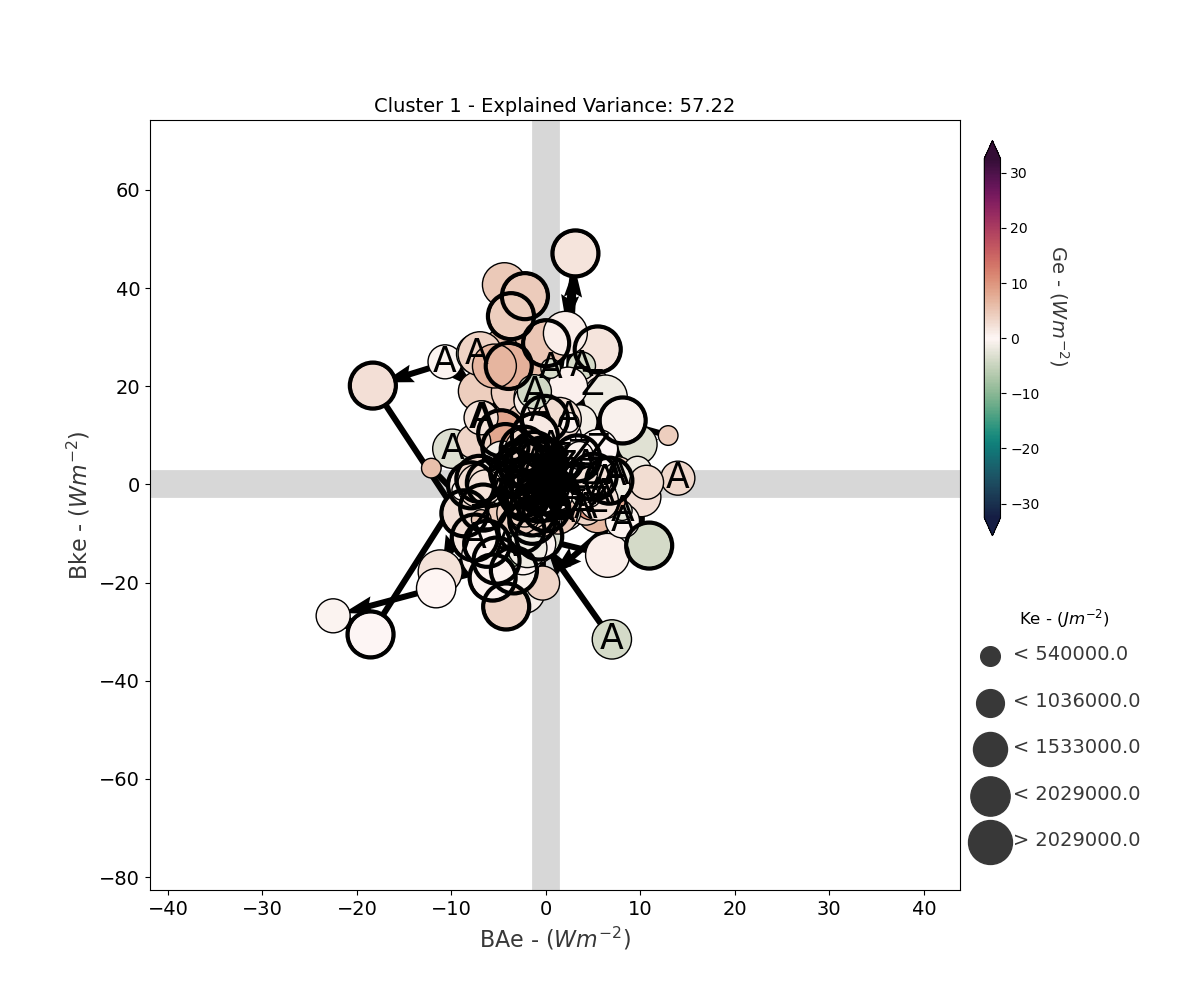 Cluster 1 - Explained Variance: 57.22
60
40
20
0
−20
−40
−60
−80
−40
−30
−20
−10
0
10
20
30
40
BAe - (Wm⁻²)
Bke - (Wm⁻²)
A
A
A
A
A
A
Z
A
A
A
A
A
A
30
20
10
0
−10
−20
−30
Ge - (Wm⁻²)
Ke - (Jm⁻²)
< 540000.0
< 1036000.0
< 1533000.0
< 2029000.0
> 2029000.0